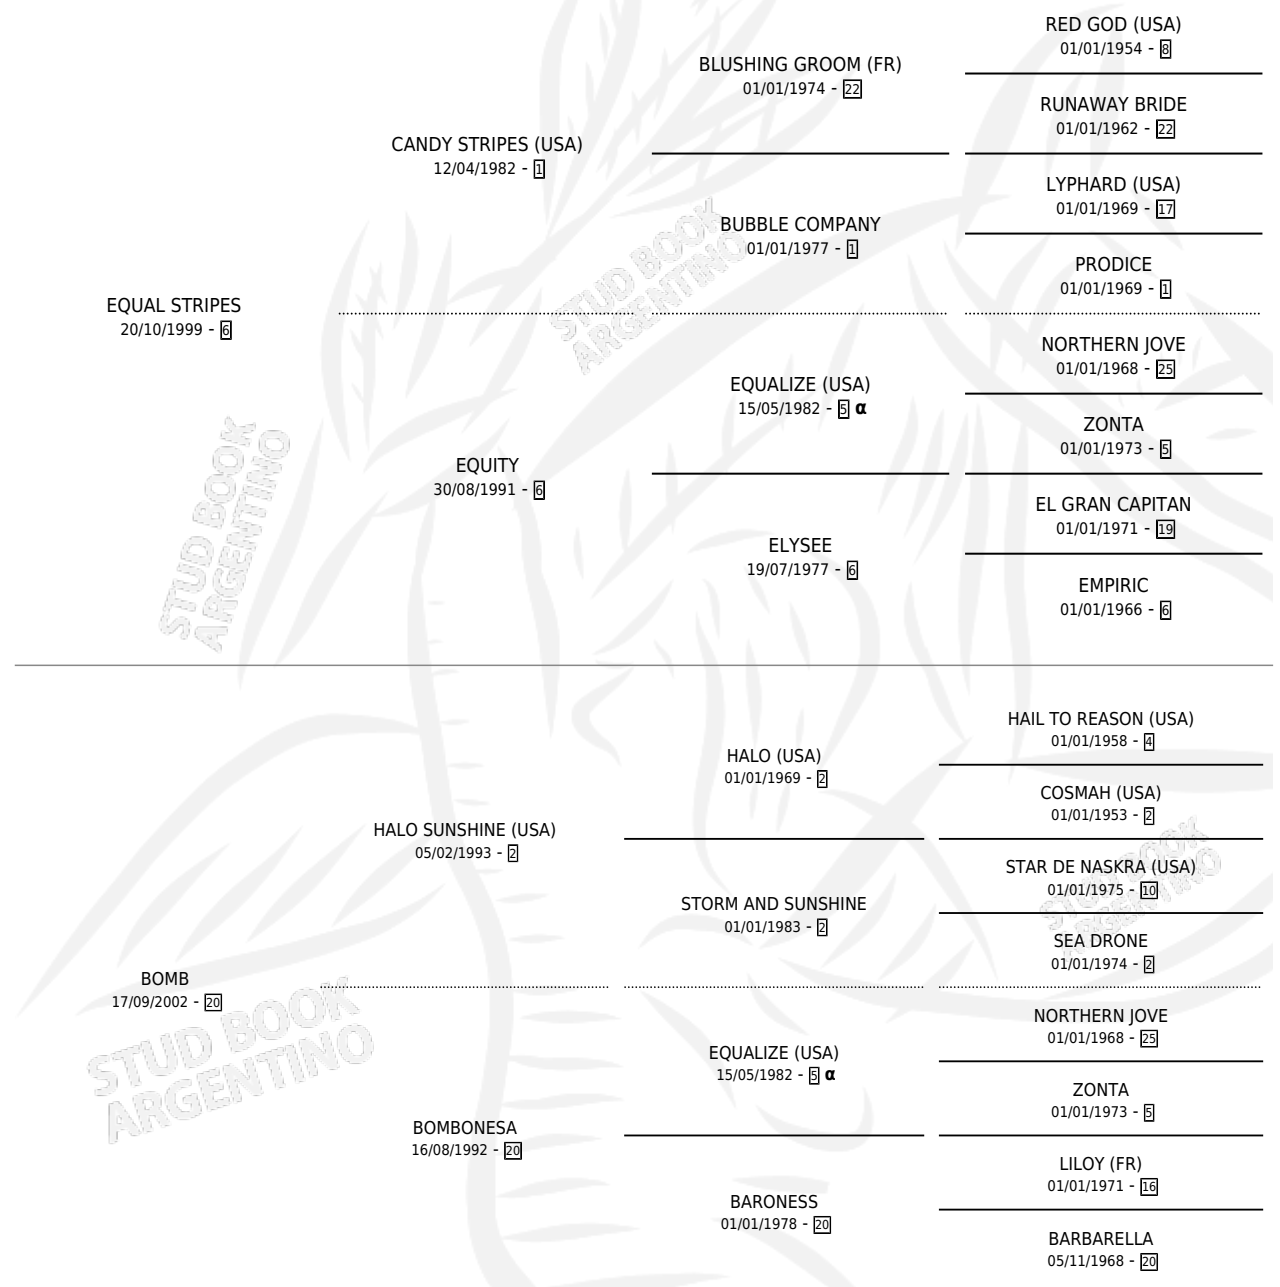 RED GOD (USA)
01/01/1954 - 8
BLUSHING GROOM (FR)
01/01/1974 - 22
RUNAWAY BRIDE
01/01/1962 - 22
CANDY STRIPES (USA)
12/04/1982 - 1
LYPHARD (USA)
01/01/1969 - 17
BUBBLE COMPANY
01/01/1977 - 1
PRODICE
01/01/1969 - 1
EQUAL STRIPES
20/10/1999 - 6
STUD BOOK
ARGENTINO
NORTHERN JOVE
01/01/1968 - 25
EQUALIZE (USA)
15/05/1982 - 5 α
ZONTA
01/01/1973 - 5
EQUITY
30/08/1991 - 6
EL GRAN CAPITAN
01/01/1971 - 19
ELYSEE
19/07/1977 - 6
EMPIRIC
01/01/1966 - 6
STUD BOOK
ARGENTINO
HAIL TO REASON (USA)
01/01/1958 - 4
HALO (USA)
01/01/1969 - 2
COSMAH (USA)
01/01/1953 - 2
HALO SUNSHINE (USA)
05/02/1993 - 2
STAR DE NASKRA (USA)
01/01/1975 - 10
STORM AND SUNSHINE
01/01/1983 - 2
SEA DRONE
01/01/1974 - 2
STUD BOOK
ARGENTINO
BOMB
17/09/2002 - 20
STUD BOOK
ARGENTINO
NORTHERN JOVE
01/01/1968 - 25
EQUALIZE (USA)
15/05/1982 - 5 α
ZONTA
01/01/1973 - 5
BOMBONESA
16/08/1992 - 20
LILOY (FR)
01/01/1971 - 16
BARONESS
01/01/1978 - 20
BARBARELLA
05/11/1968 - 20